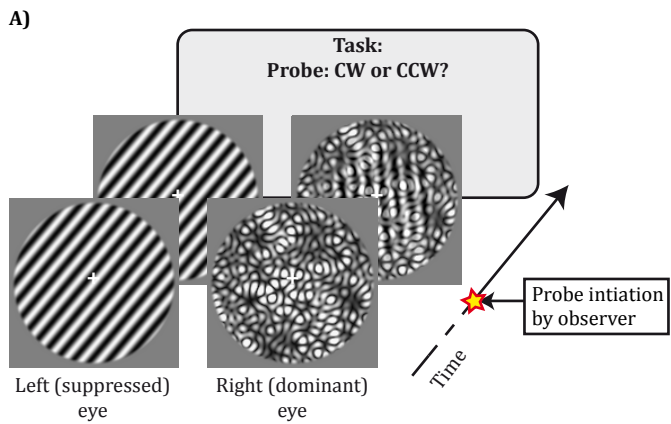 A)
Task:
Probe: CW or CCW?
Probe intiation
by observer
Time
Left (suppressed)
eye
Right (dominant)
eye